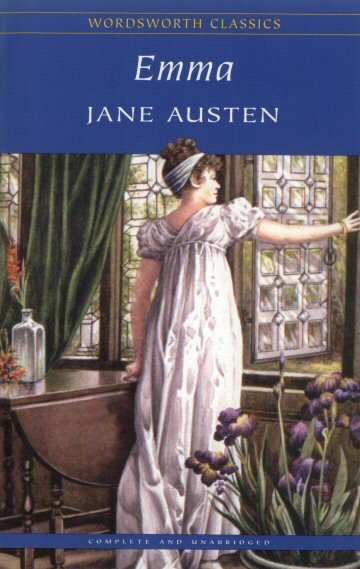 WORDSWORTH CLASSICS
Emma
JANE AUSTEN
COMPLETE AND UNABRIDGED